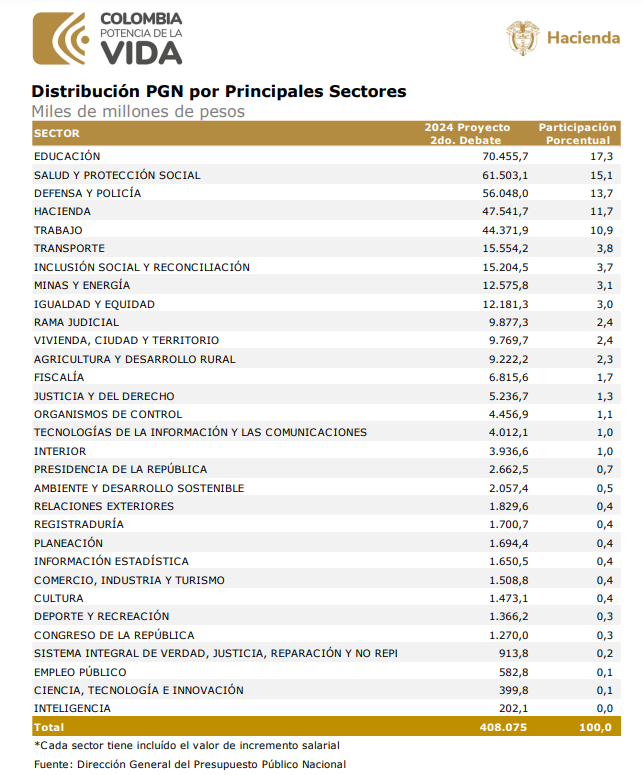 COLOMBIA
POTENCIA DE LA
VIDA
Hacienda
Distribución PGN por Principales Sectores
Miles de millones de pesos
SECTOR 2024 Proyecto 2do. Debate Participación Porcentual
EDUCACIÓN 70.455,7 17,3
SALUD Y PROTECCIÓN SOCIAL 61.503,1 15,1
DEFENSA Y POLICÍA 56.048,0 13,7
HACIENDA 47.541,7 11,7
TRABAJO 44.371,9 10,9
TRANSPORTE 15.554,2 3,8
INCLUSIÓN SOCIAL Y RECONCILIACIÓN 15.204,5 3,7
MINAS Y ENERGÍA 12.575,8 3,1
IGUALDAD Y EQUIDAD 12.181,3 3,0
RAMA JUDICIAL 9.877,3 2,4
VIVIENDA, CIUDAD Y TERRITORIO 9.769,7 2,4
AGRICULTURA Y DESARROLLO RURAL 9.222,2 2,3
FISCALÍA 6.815,6 1,7
JUSTICIA Y DEL DERECHO 5.236,7 1,3
ORGANISMOS DE CONTROL 4.456,9 1,1
TECNOLOGÍAS DE LA INFORMACIÓN Y LAS COMUNICACIONES 4.012,1 1,0
INTERIOR 3.936,6 1,0
PRESIDENCIA DE LA REPÚBLICA 2.662,5 0,7
AMBIENTE Y DESARROLLO SOSTENIBLE 2.057,4 0,5
RELACIONES EXTERIORES 1.829,6 0,4
REGISTRADURÍA 1.700,7 0,4
PLANEACIÓN 1.694,4 0,4
INFORMACIÓN ESTADÍSTICA 1.650,5 0,4
COMERCIO, INDUSTRIA Y TURISMO 1.508,8 0,4
CULTURA 1.473,1 0,4
DEPORTE Y RECREACIÓN 1.366,2 0,3
CONGRESO DE LA REPÚBLICA 1.270,0 0,3
SISTEMA INTEGRAL DE VERDAD, JUSTICIA, REPARACIÓN Y NO REPI 913,8 0,2
EMPLEO PÚBLICO 582,8 0,1
CIENCIA, TECNOLOGÍA E INNOVACIÓN 399,8 0,1
INTELIGENCIA 202,1 0,0
Total 408.075 100,0
*Cada sector tiene incluído el valor de incremento salarial
Fuente: Dirección General del Presupuesto Público Nacional